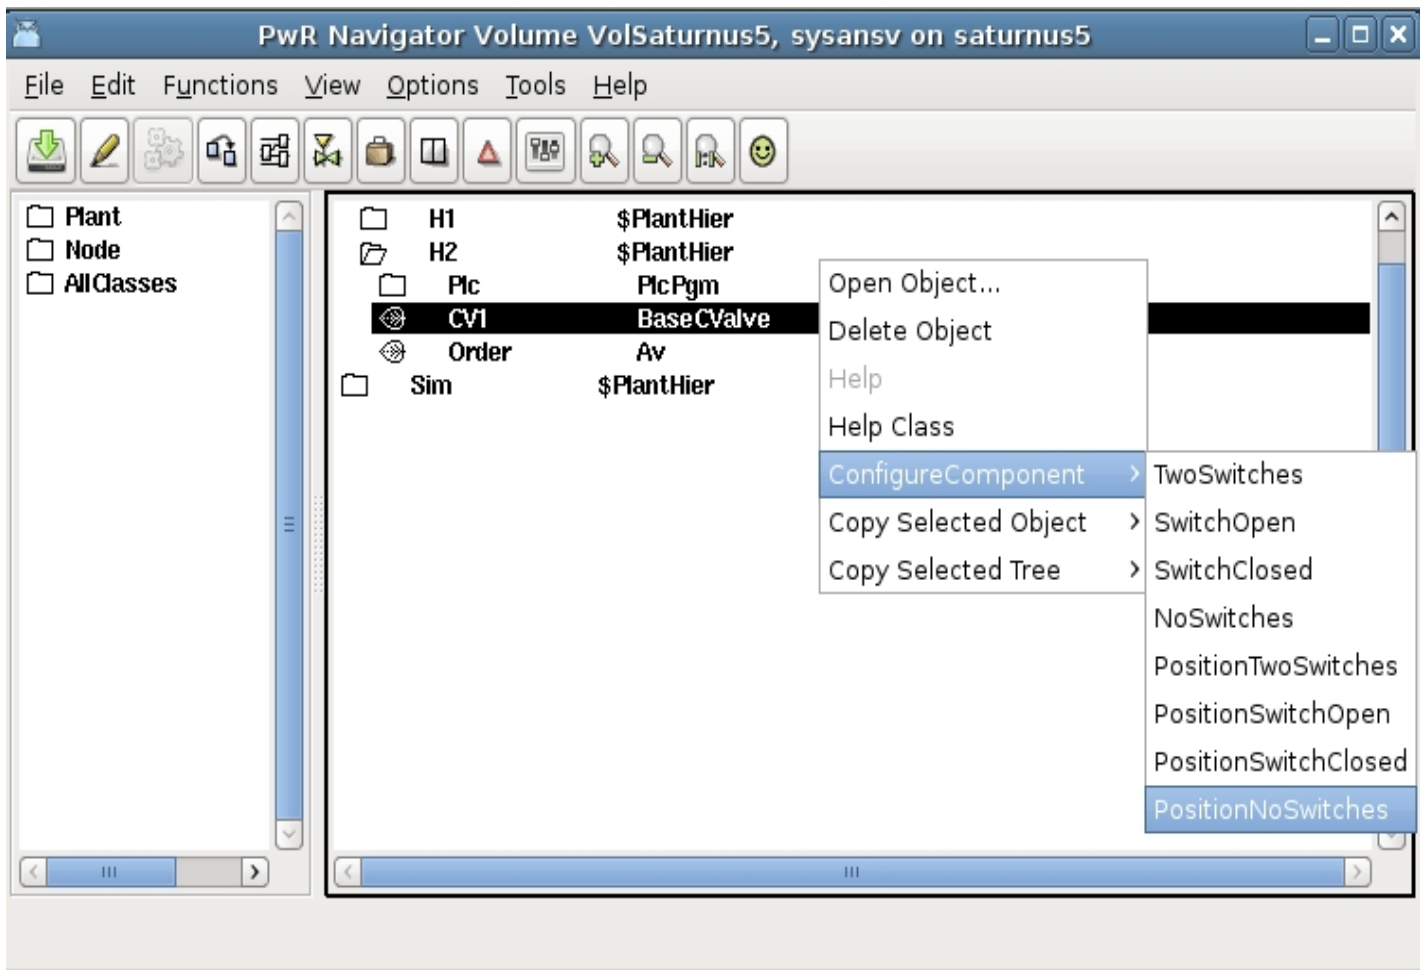 PwR Navigator Volume VolSaturnus5, sysansv on saturnus5
File Edit Functions View Options Tools Help
Plant
Node
AllClasses
H1 $PlantHier
H2 $PlantHier
Plc PlcPgm
CV1 BaseCValve
Order Av
Sim $PlantHier
Open Object...
Delete Object
Help
Help Class
ConfigureComponent
Copy Selected Object
Copy Selected Tree
TwoSwitches
SwitchOpen
SwitchClosed
NoSwitches
PositionTwoSwitches
PositionSwitchOpen
PositionSwitchClosed
PositionNoSwitches